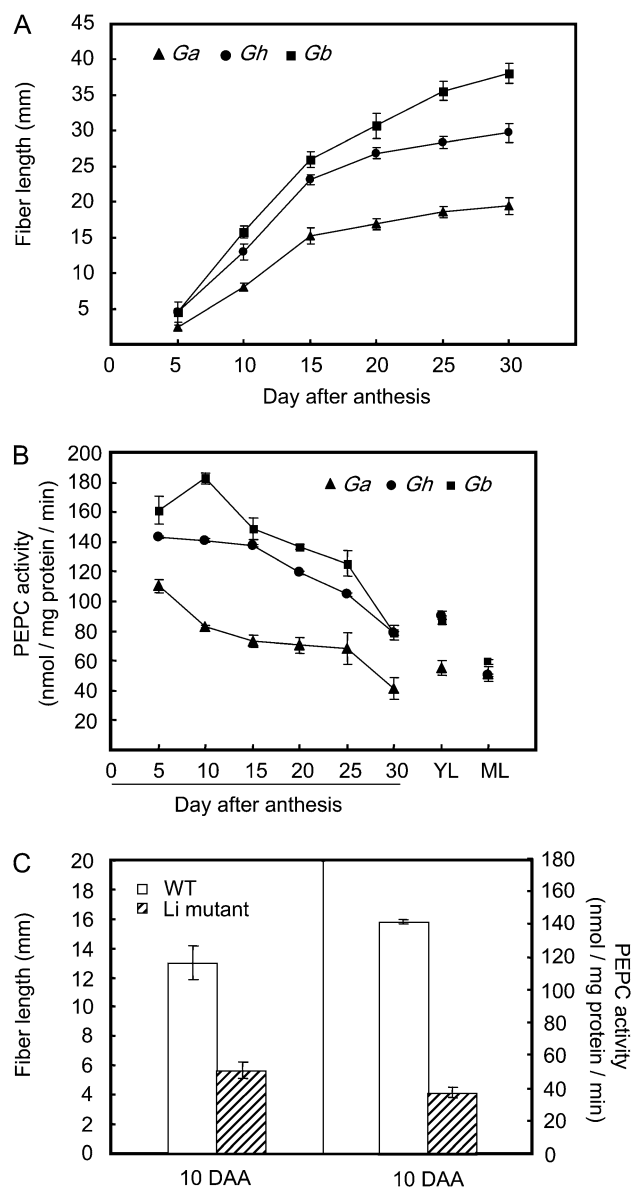 A
45
40
35
30
25
20
15
10
5
Fiber length (mm)
Ga Gh Gb
0 5 10 15 20 25 30
Day after anthesis
B
200
180
160
140
120
100
80
60
40
20
PEPC activity
(nmol / mg protein / min)
Ga Gh Gb
0 5 10 15 20 25 30 YL ML
Day after anthesis
C
20
18
16
14
12
10
8
6
4
2
0
Fiber length (mm)
WT
Li mutant
180
160
140
120
100
80
60
40
20
0
PEPC activity
(nmol / mg protein / min)
10 DAA 10 DAA